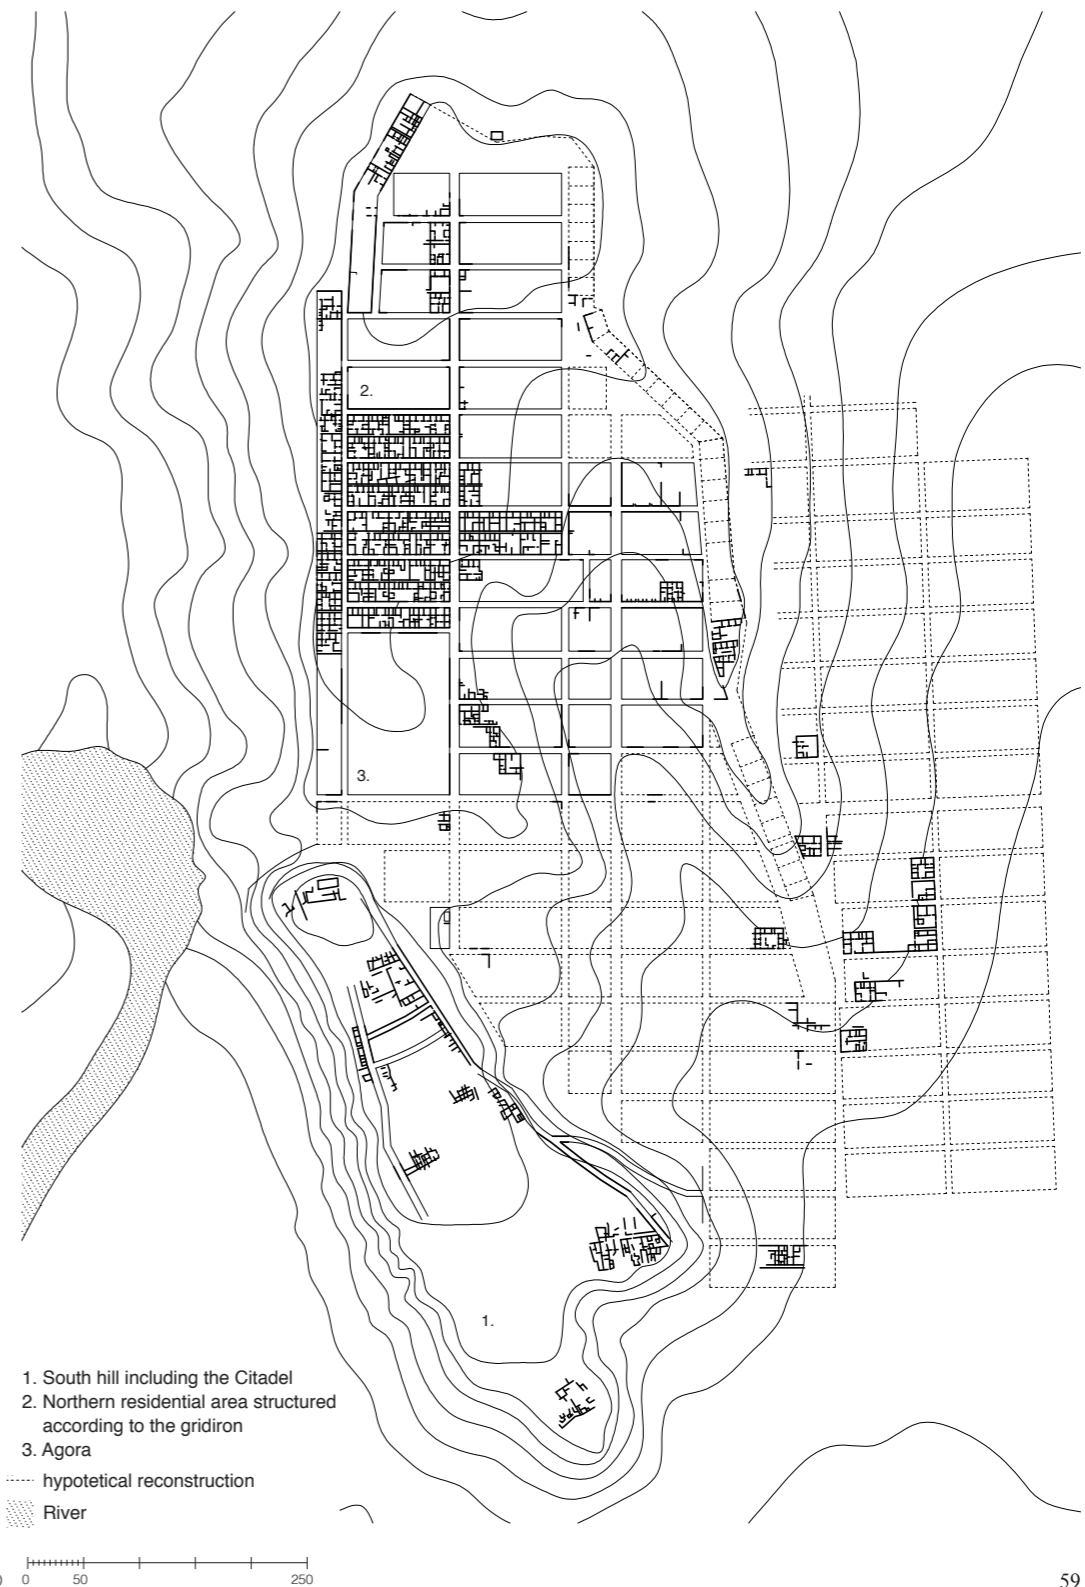 2.
3.
1.
1. South hill including the Citadel
2. Northern residential area structured
according to the gridiron
3. Agora
hypotetical reconstruction
River
) 0 50 250
59